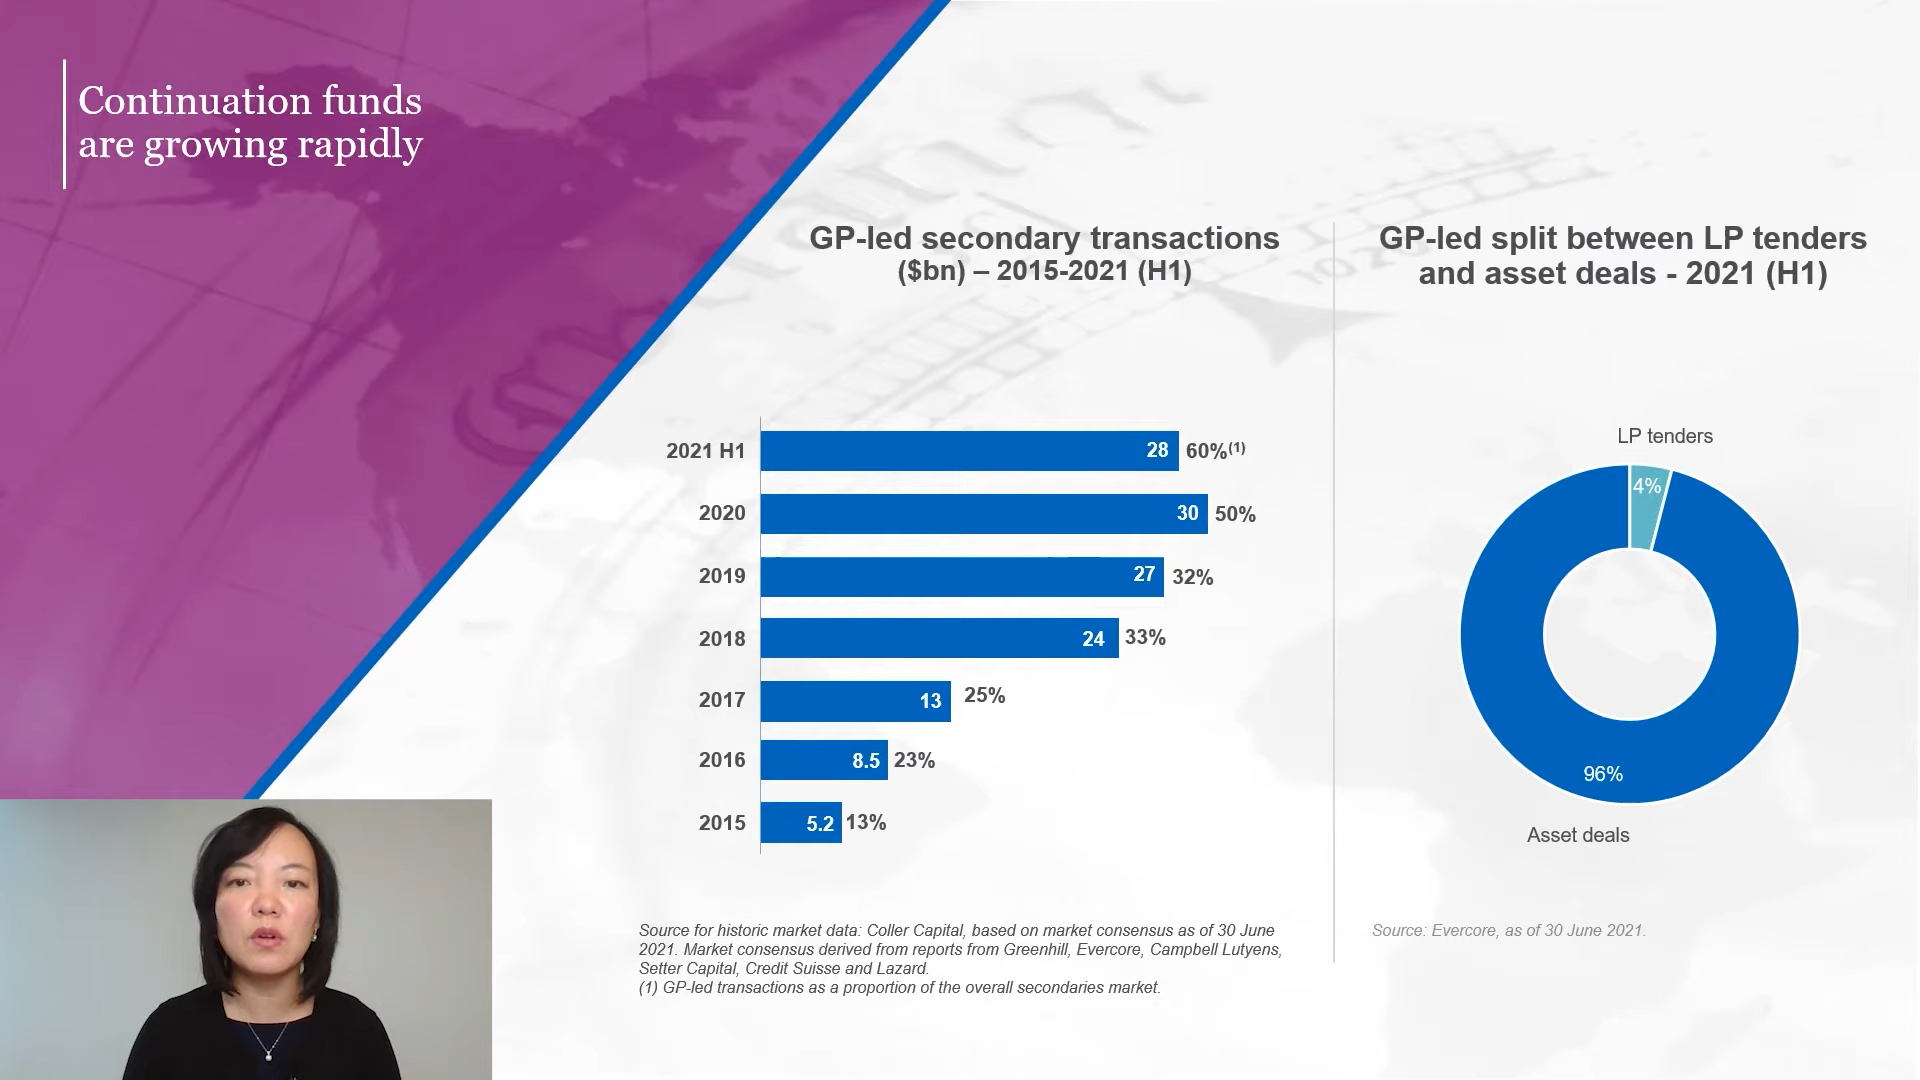 Continuation funds
are growing rapidly
GP-led secondary transactions
($bn) – 2015-2021 (H1)
2021 H1 28 60%(1)
2020 30 50%
2019 27 32%
2018 24 33%
2017 13 25%
2016 8.5 23%
2015 5.2 13%
Source for historic market data: Coller Capital, based on market consensus as of 30 June
2021. Market consensus derived from reports from Greenhill, Evercore, Campbell Lutyens,
Setter Capital, Credit Suisse and Lazard.
(1) GP-led transactions as a proportion of the overall secondaries market.
GP-led split between LP tenders
and asset deals - 2021 (H1)
LP tenders
4%
96%
Asset deals
Source: Evercore, as of 30 June 2021.